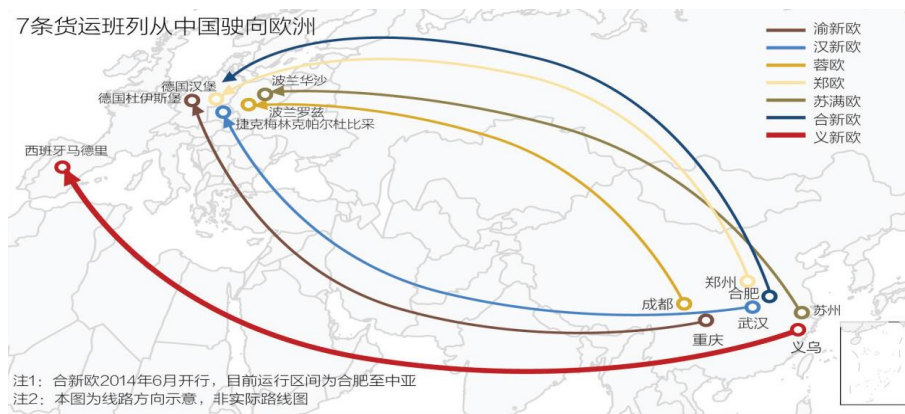 7条货运班列从中国驶向欧洲
渝新欧
汉新欧
蓉欧
郑欧
苏满欧
合新欧
义新欧
德国汉堡
波兰华沙
德国杜伊斯堡
波兰罗兹
捷克梅林克帕尔杜比采
西班牙马德里
郑州
合肥
成都
武汉
苏州
重庆
义乌
注1：合新欧2014年6月开行，目前运行区间为合肥至中亚
注2：本图为线路方向示意，非实际路线图